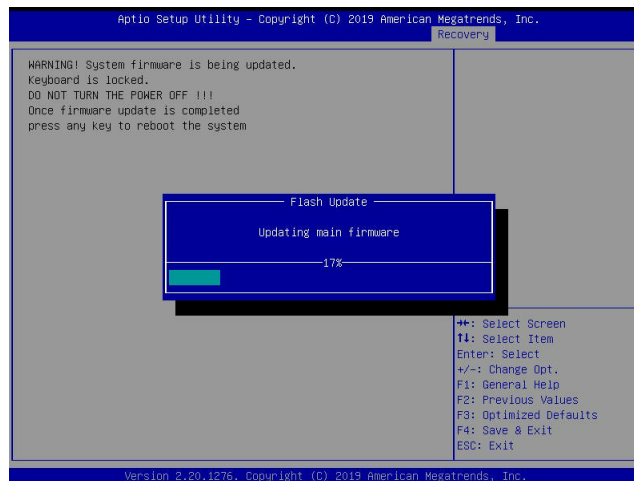 Aptio Setup Utility – Copyright (C) 2019 American Megatrends, Inc.
Recovery
WARNING! System firmware is being updated.
Keyboard is locked.
DO NOT TURN THE POWER OFF !!!
Once firmware update is completed
press any key to reboot the system
Flash Update
Updating main firmware
17%
→←: Select Screen
↑↓: Select Item
Enter: Select
+/-: Change Opt.
F1: General Help
F2: Previous Values
F3: Optimized Defaults
F4: Save & Exit
ESC: Exit
Version 2.20.1276. Copyright (C) 2019 American Megatrends, Inc.